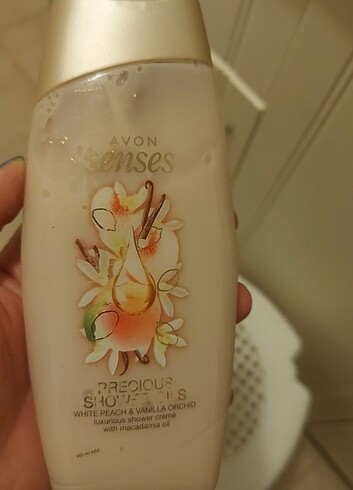 AVON
senses
PRECIOUS
SHOWER OILS
WHITE PEACH & VANILLA ORCHID
luxurious shower crème
with macadamia oil